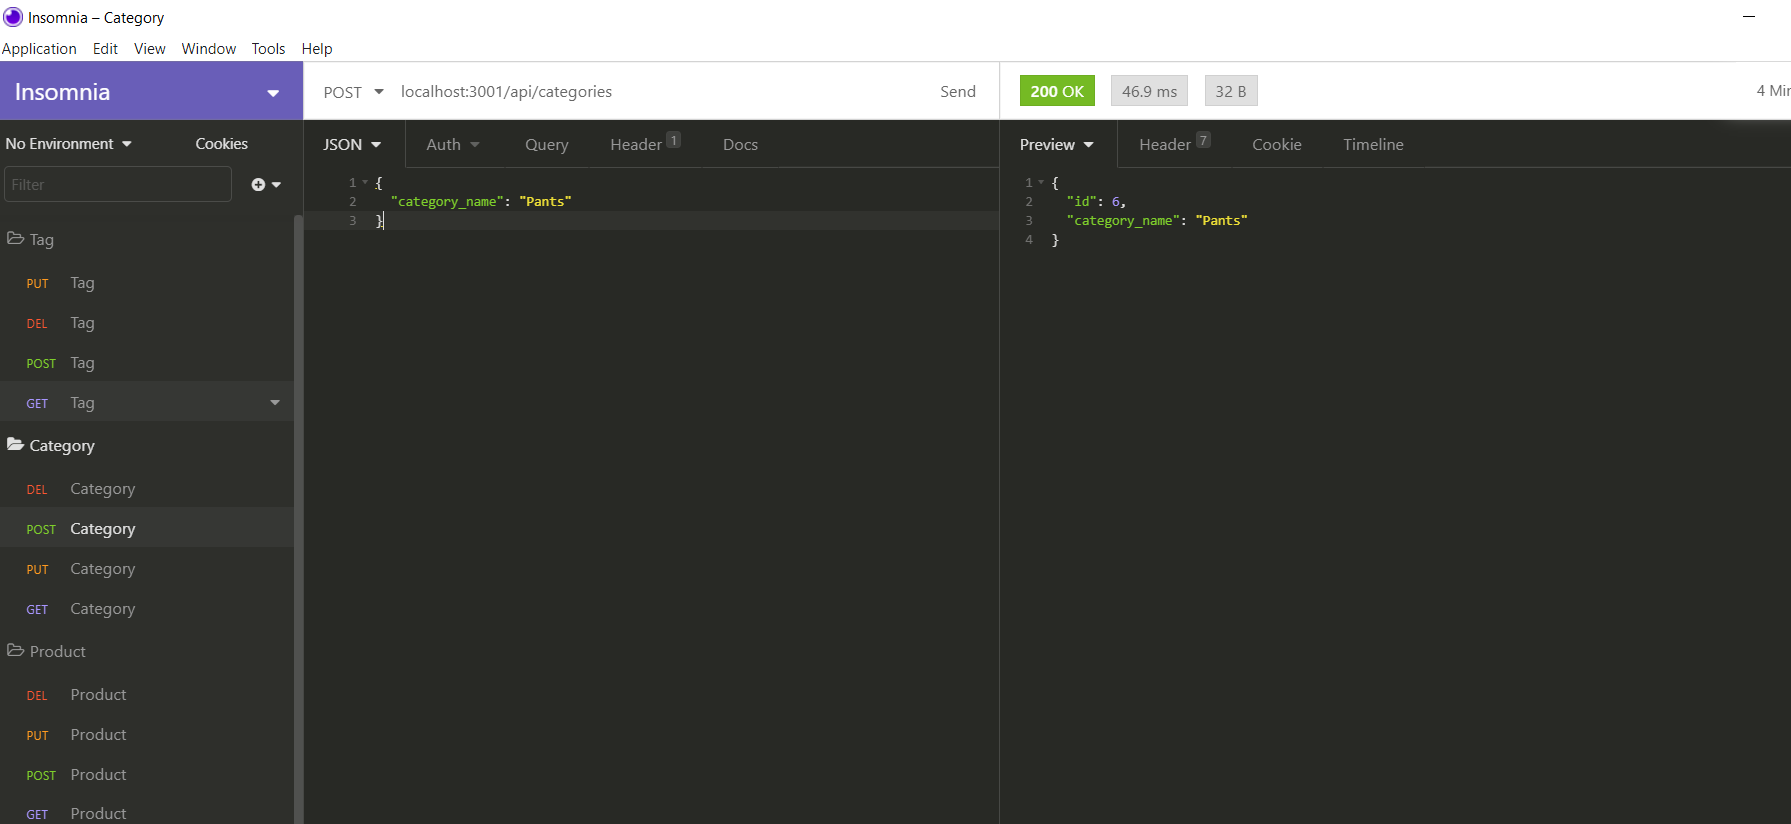 Insomnia – Category
Application Edit View Window Tools Help
Insomnia
POST localhost:3001/api/categories Send
200 OK 46.9 ms 32 B 4 Min
No Environment Cookies
JSON Auth Query Header 1 Docs
Preview Header 7 Cookie Timeline
Filter
1 {
2 "category_name": "Pants"
3 }
1 {
2 "id": 6,
3 "category_name": "Pants"
4 }
Tag
PUT Tag
DEL Tag
POST Tag
GET Tag
Category
DEL Category
POST Category
PUT Category
GET Category
Product
DEL Product
PUT Product
POST Product
GET Product